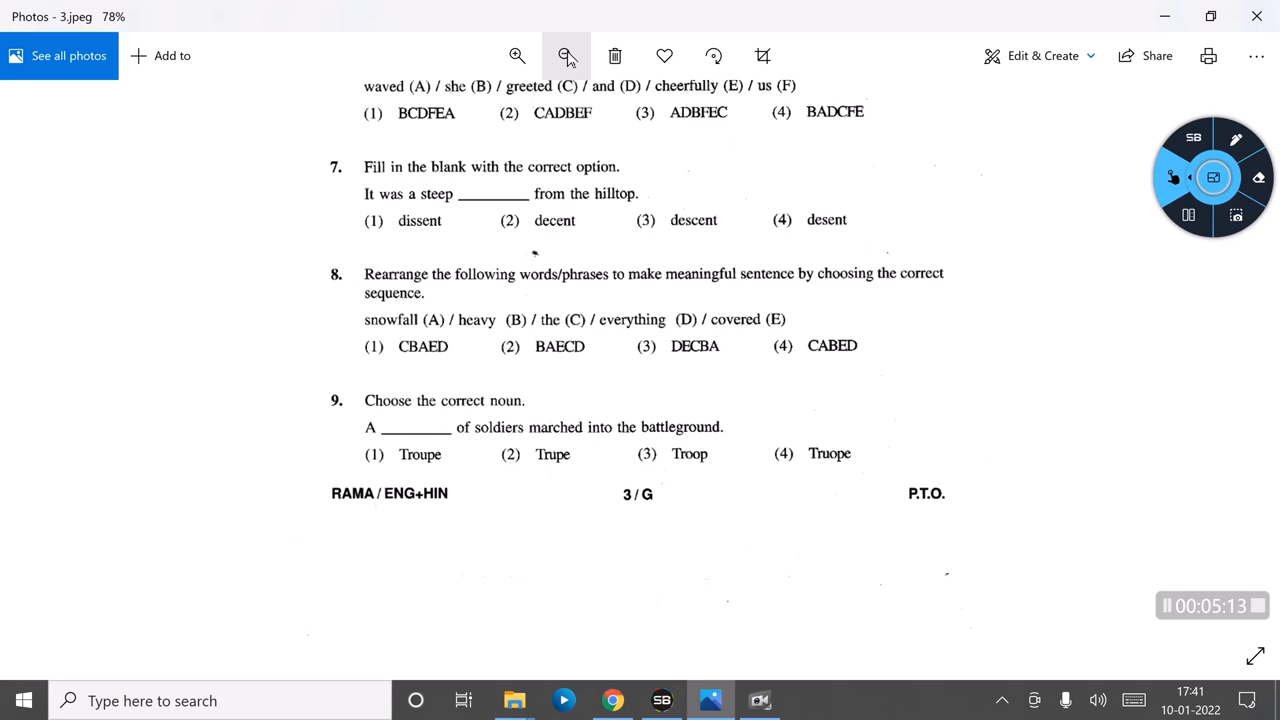 Photos - 3.jpeg 78%
See all photos
Add to
Edit & Create
Share
waved (A) / she (B) / greeted (C) / and (D) / cheerfully (E) / us (F)
(1) BCDFEA (2) CADBEF (3) ADBFEC (4) BADCFE
7. Fill in the blank with the correct option.
It was a steep ________ from the hilltop.
(1) dissent (2) decent (3) descent (4) desent
8. Rearrange the following words/phrases to make meaningful sentence by choosing the correct
sequence.
snowfall (A) / heavy (B) / the (C) / everything (D) / covered (E)
(1) CBAED (2) BAECD (3) DECBA (4) CABED
9. Choose the correct noun.
A ________ of soldiers marched into the battleground.
(1) Troupe (2) Trupe (3) Troop (4) Truope
RAMA / ENG+HIN 3 / G P.T.O.
SB
00:05:13
Type here to search
SB
17:41
10-01-2022